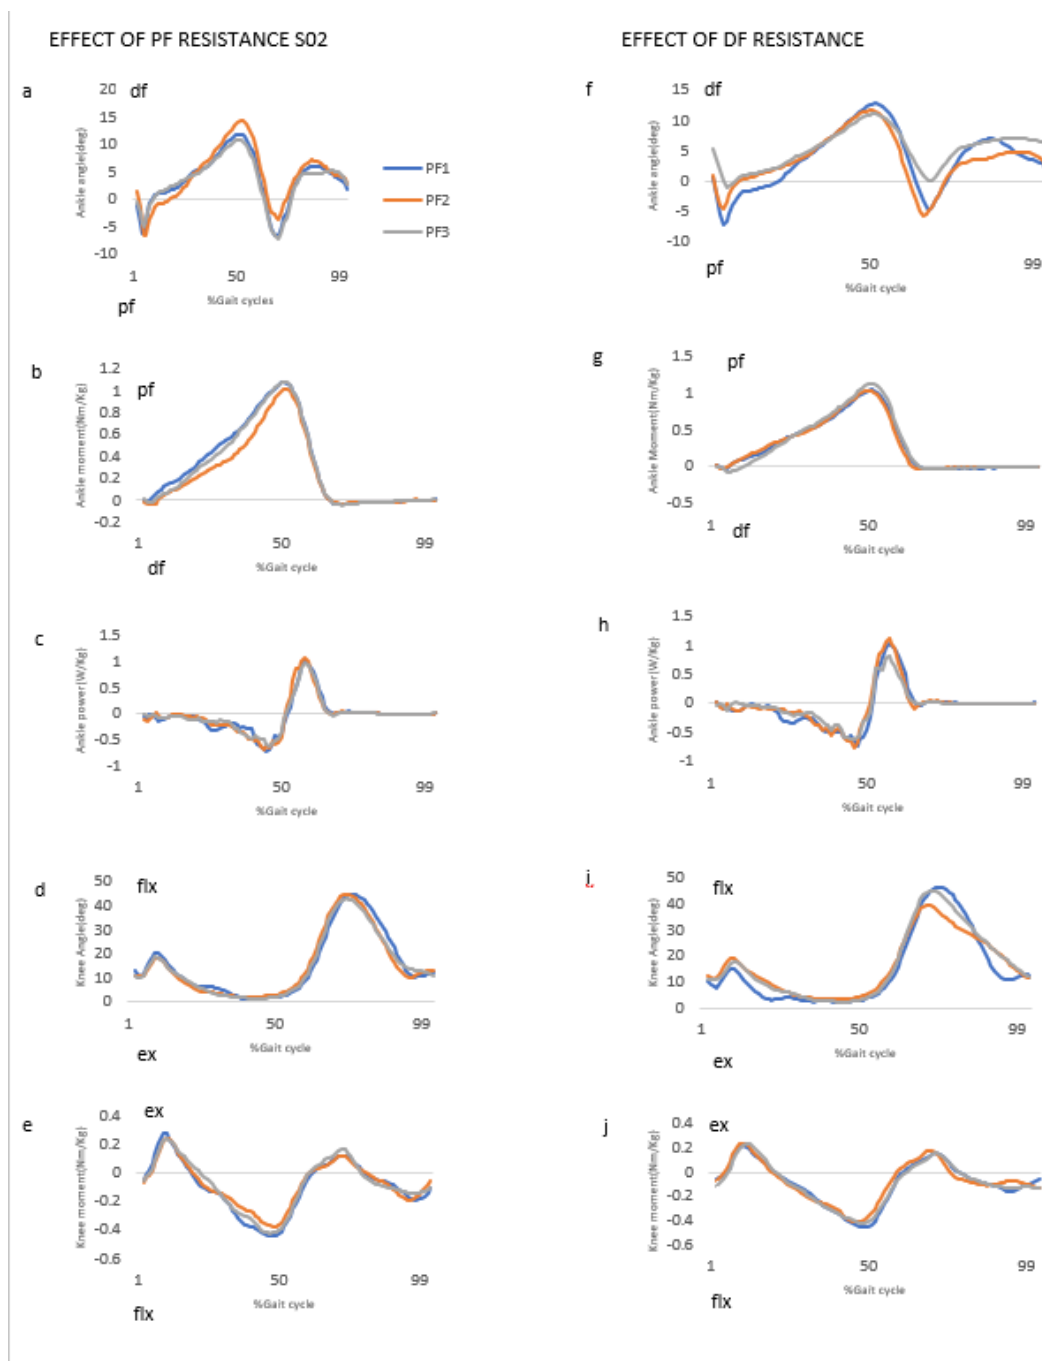 EFFECT OF PF RESISTANCE S02
a
df
20
15
10
5
0
-5
-10
Ankle angle(deg)
1
50
99
%Gait cycles
pf
PF1
PF2
PF3
b
pf
1.2
1
0.8
0.6
0.4
0.2
0
-0.2
Ankle moment(Nm/Kg)
1
50
99
%Gait cycle
df
c
1.5
1
0.5
0
-0.5
-1
Ankle power(W/Kg)
1
50
99
%Gait cycle
d
flx
50
40
30
20
10
0
Knee Angle(deg)
1
50
99
%Gait cycle
ex
e
ex
0.4
0.2
0
-0.2
-0.4
-0.6
Knee moment(Nm/Kg)
1
50
99
%Gait cycle
flx
EFFECT OF DF RESISTANCE
f
df
15
10
5
0
-5
-10
Ankle angle(deg)
50
99
%Gait cycle
pf
g
pf
1.5
1
0.5
0
-0.5
Ankle Moment(Nm/Kg)
1
50
99
%Gait cycle
df
h
1.5
1
0.5
0
-0.5
-1
Ankle power(W/Kg)
1
50
99
%Gait cycle
i
flx
50
40
30
20
10
0
Knee Angle(deg)
1
50
99
%Gait cycle
ex
j
ex
0.4
0.2
0
-0.2
-0.4
-0.6
Knee moment(Nm/Kg)
1
50
99
%Gait cycle
flx